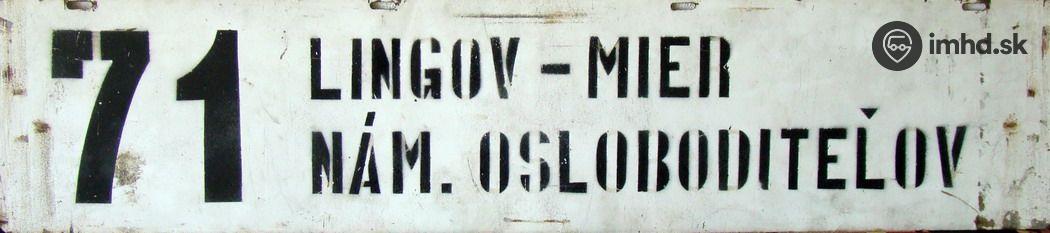 71
LINGOV – MIER
NÁM. OSLOBODITEĽOV
imhd.sk